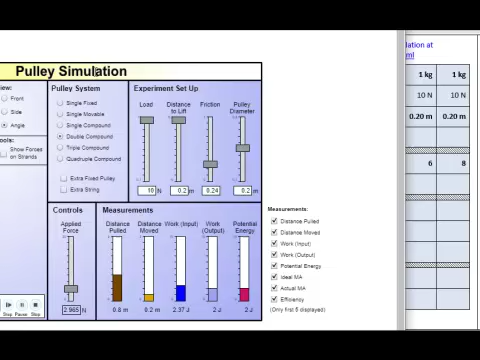 Pulley Simulation
View:
Front
Side
Angle
Tools:
Show Forces
on Strands
Step Pause Stop
Pulley System
Single Fixed
Single Movable
Single Compound
Double Compound
Triple Compound
Quadruple Compound
Extra Fixed Pulley
Extra String
Experiment Set Up
Load
Distance
to Lift
Friction
Pulley
Diameter
10 N
0.2 m
0.24
0.2 m
Controls
Applied
Force
2.965 N
Measurements
Distance
Pulled
Distance
Moved
Work (Input)
Work
(Output)
Potential
Energy
0.8 m
0.2 m
2.37 J
2 J
2 J
Measurements:
Distance Pulled
Distance Moved
Work (Input)
Work (Output)
Potential Energy
Ideal MA
Actual MA
Efficiency
(Only first 5 displayed)
lation at
ml
1 kg 1 kg
10 N 10 N
0.20 m 0.20 m
6 8